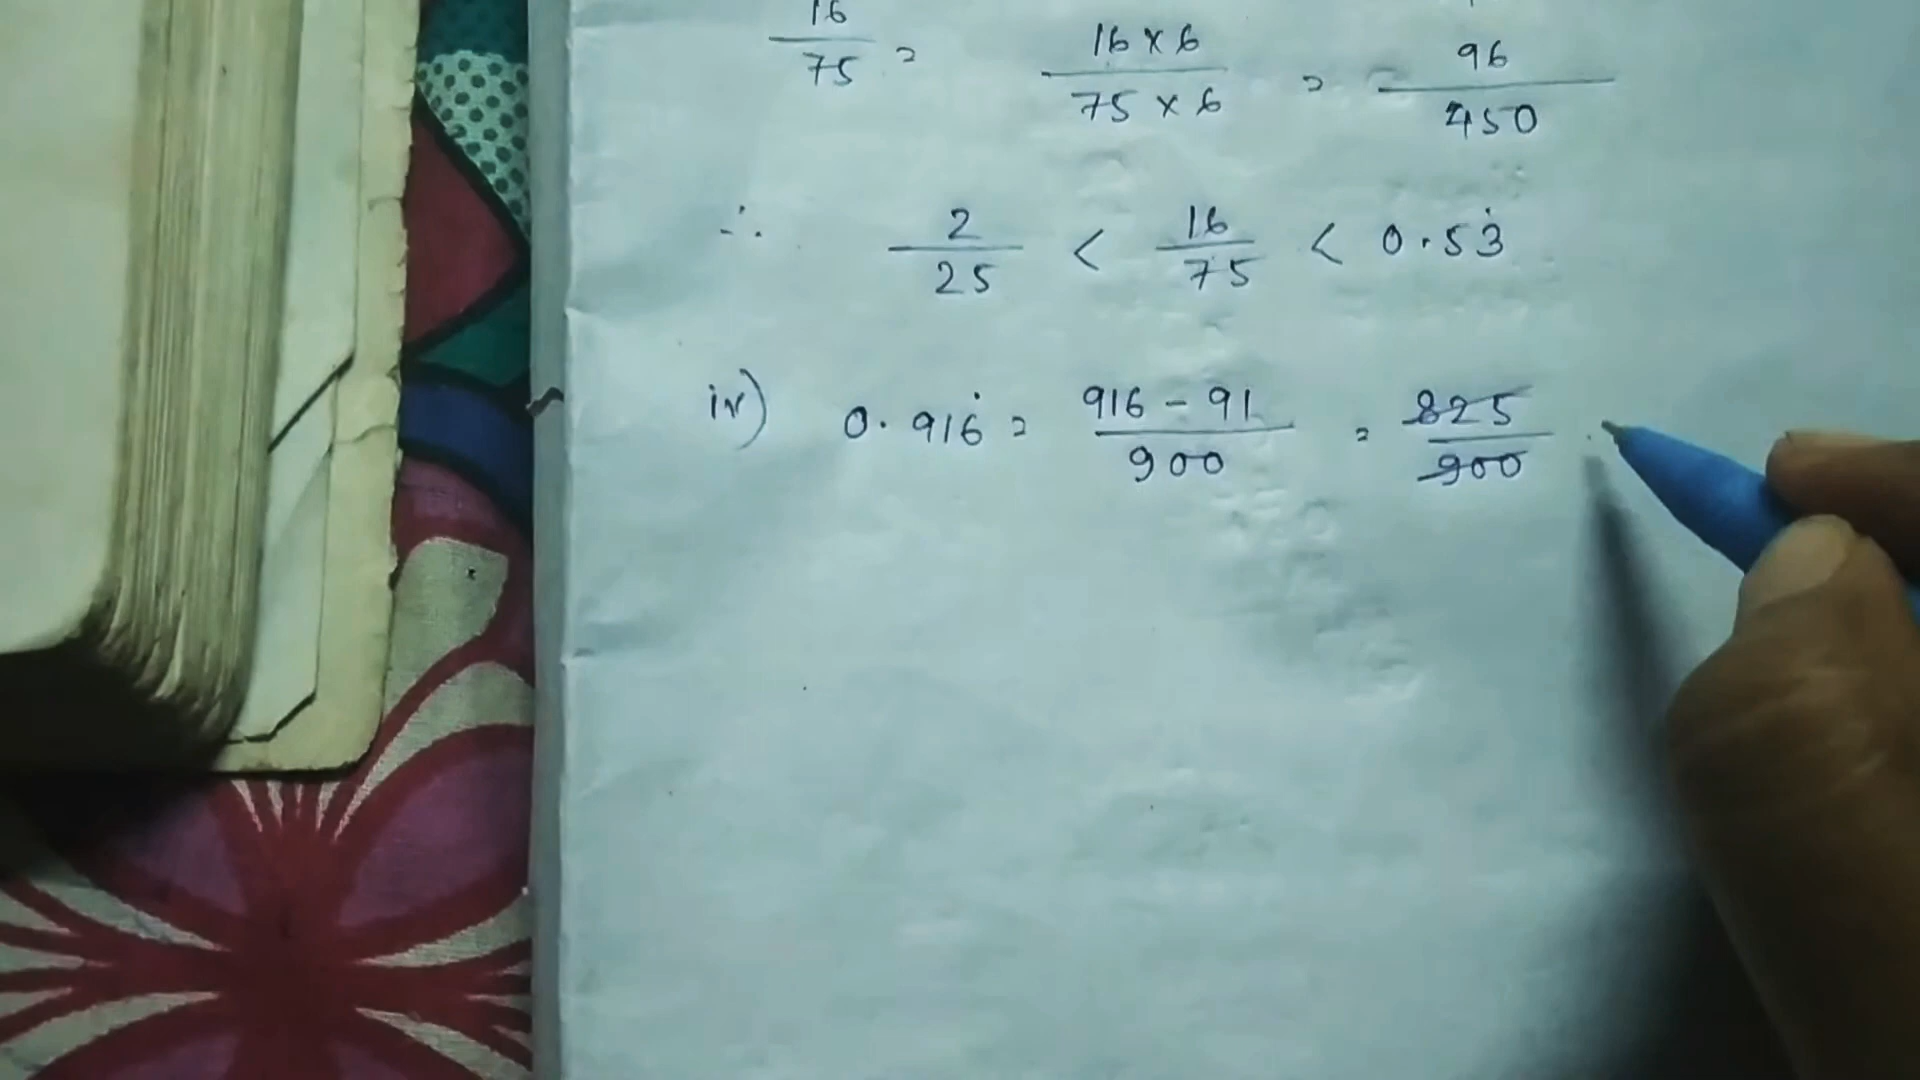 16/75 = 16 × 6 / 75 × 6 = 96/450
∴ 2/25 < 16/75 < 0.53̇
iv) 0.916̇ = 916 - 91 / 900 = 825/900